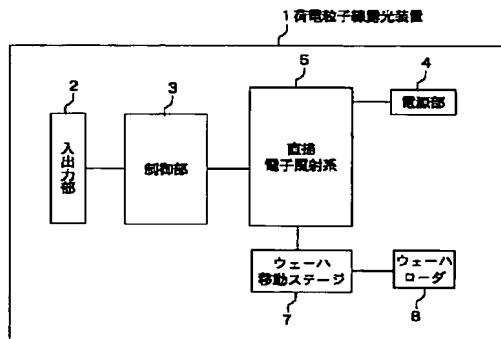 1 荷電粒子線露光装置
5
4
2
3
電源部
入出力部
制御部
直描
電子照射系
ウェーハ
移動ステージ
ウェーハ
ローダ
7
8